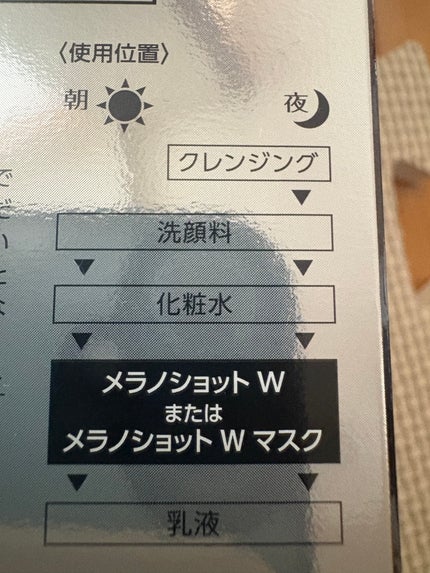 〈使用位置〉
朝 夜
クレンジング
洗顔料
化粧水
メラノショット W
または
メラノショット W マスク
乳液